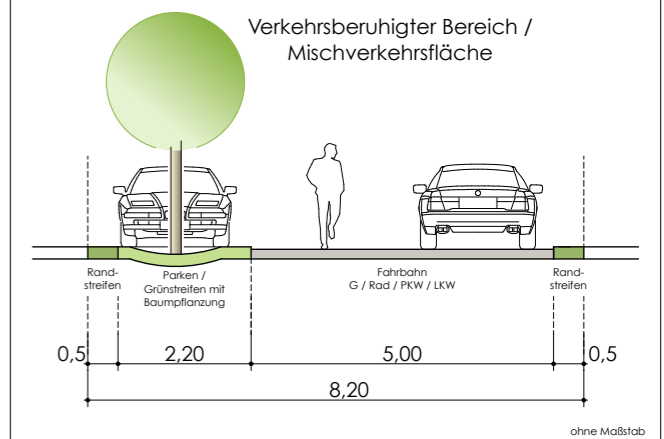 Verkehrsberuhigter Bereich /
Mischverkehrsfläche
Rand-
streifen
Parken /
Grünstreifen mit
Baumpflanzung
Fahrbahn
G / Rad / PKW / LKW
Rand-
streifen
0,5
2,20
5,00
0,5
8,20
ohne Maßstab